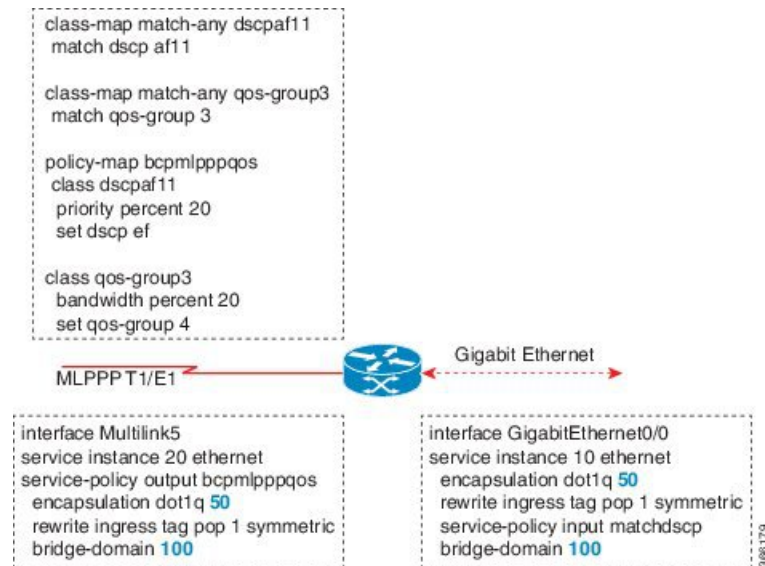 class-map match-any dscpaf11
match dscp af11
class-map match-any qos-group3
match qos-group 3
policy-map bcpmlpppqos
class dscpaf11
priority percent 20
set dscp ef
class qos-group3
bandwidth percent 20
set qos-group 4
MLPPP T1/E1
Gigabit Ethernet
interface Multilink5
service instance 20 ethernet
service-policy output bcpmlpppqos
encapsulation dot1q 50
rewrite ingress tag pop 1 symmetric
bridge-domain 100
interface GigabitEthernet0/0
service instance 10 ethernet
encapsulation dot1q 50
rewrite ingress tag pop 1 symmetric
service-policy input matchdscp
bridge-domain 100